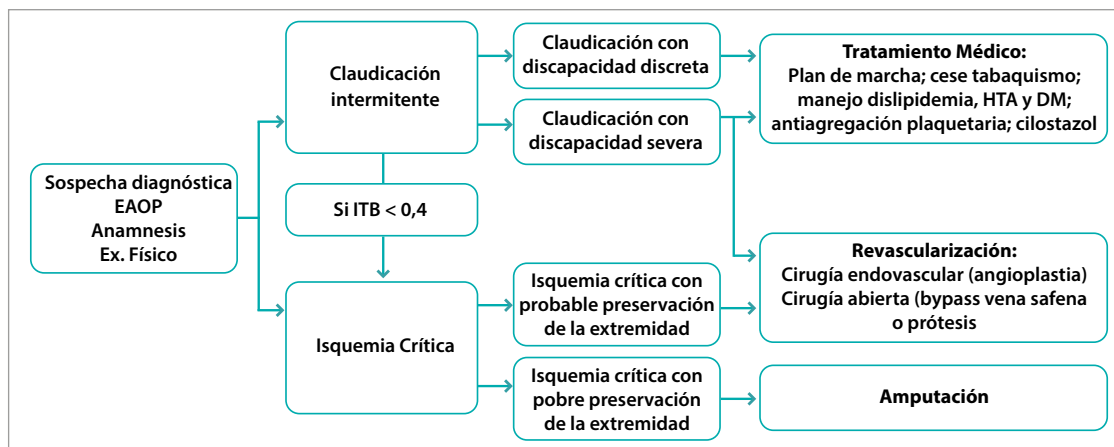 Sospecha diagnóstica
EAOP
Anamnesis
Ex. Físico
Claudicación
intermitente
Si ITB < 0,4
Isquemia Crítica
Claudicación con
discapacidad discreta
Claudicación con
discapacidad severa
Isquemia crítica con
probable preservación
de la extremidad
Isquemia crítica con
pobre preservación
de la extremidad
Tratamiento Médico:
Plan de marcha; cese tabaquismo;
manejo dislipidemia, HTA y DM;
antiagregación plaquetaria; cilostazol
Revascularización:
Cirugía endovascular (angioplastia)
Cirugía abierta (bypass vena safena
o prótesis
Amputación